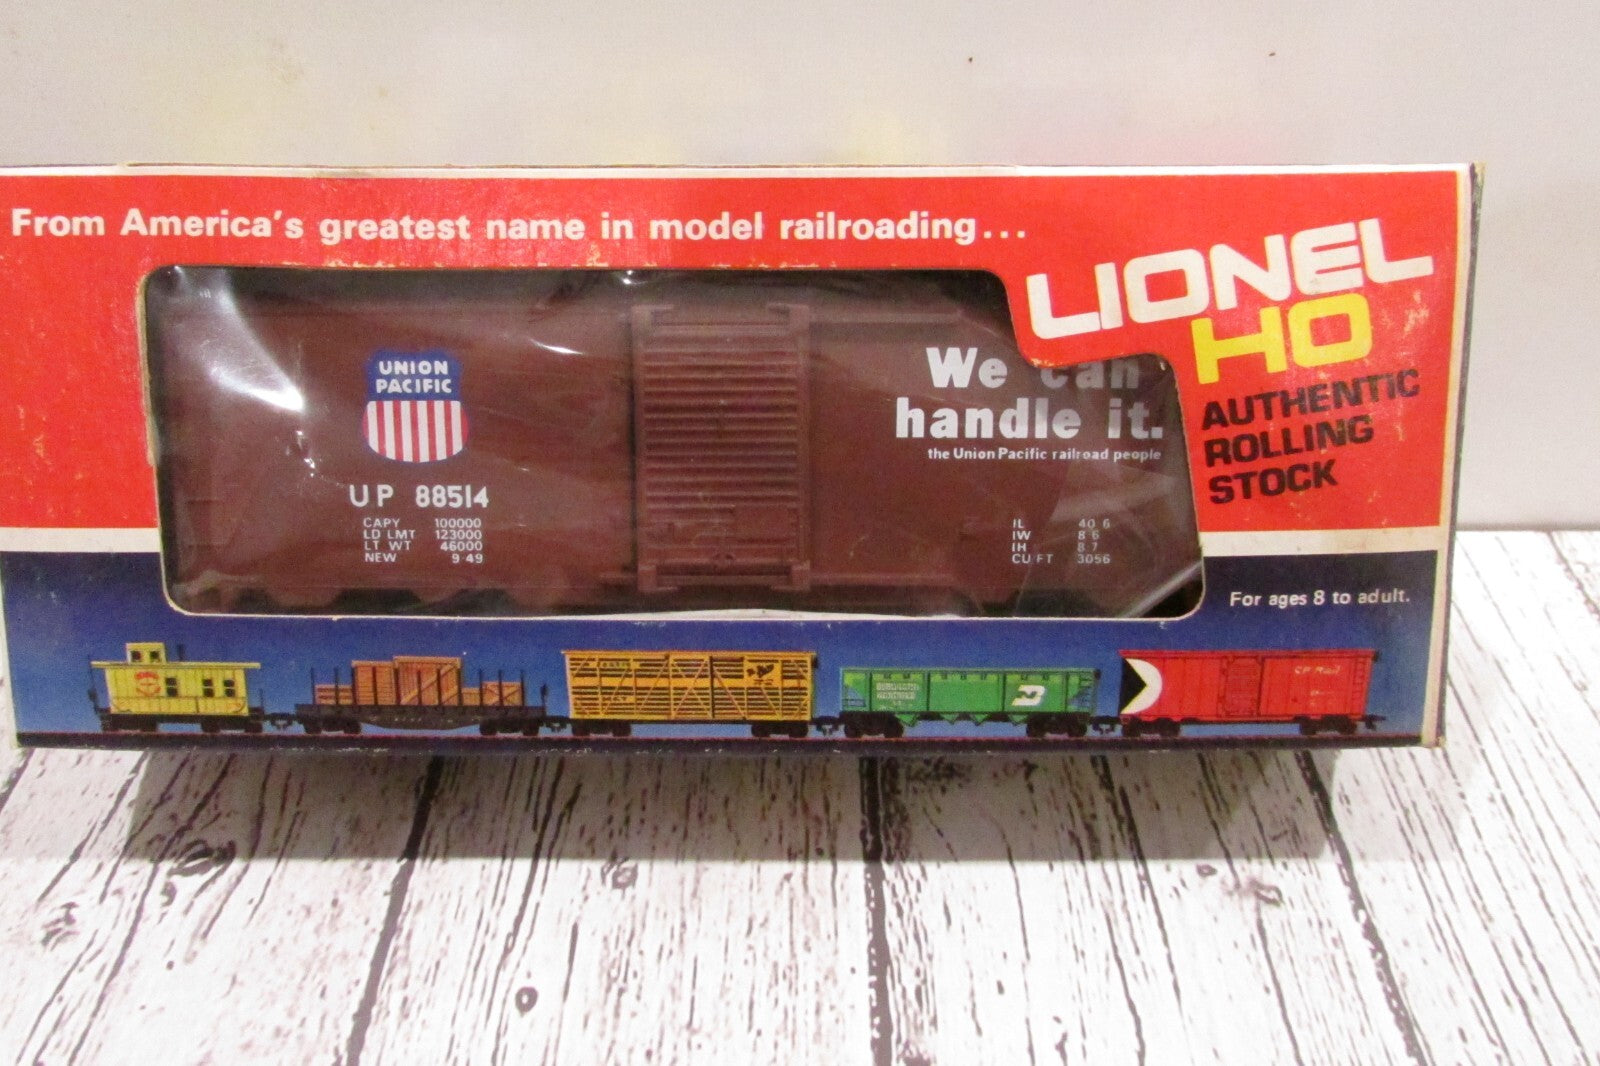 From America's greatest name in model railroading...
LIONEL
HO
AUTHENTIC
ROLLING
STOCK
UNION
PACIFIC
We can
handle it.
the Union Pacific railroad people
UP 88514
CAPY 100000
LD LMT 123000
LT WT 46000
NEW 9 49
IL 40 6
IW 8 6
IH 8 7
CU FT 3056
For ages 8 to adult.
CP Rail